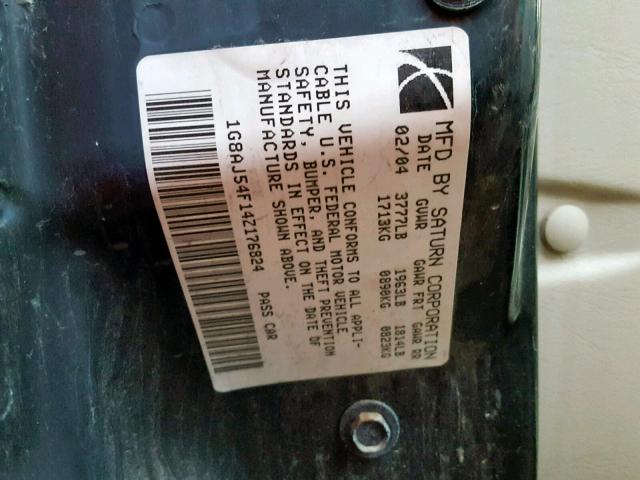 MFD BY SATURN CORPORATION
DATE GVWR GAWR FRT GAWR RR
02/04 3777LB 1963LB 1814LB
1713KG 0890KG 0823KG
THIS VEHICLE CONFORMS TO ALL APPLI-
CABLE U.S. FEDERAL MOTOR VEHICLE
SAFETY, BUMPER, AND THEFT PREVENTION
STANDARDS IN EFFECT ON THE DATE OF
MANUFACTURE SHOWN ABOVE.
1G8AJ54F14Z176824 PASS CAR